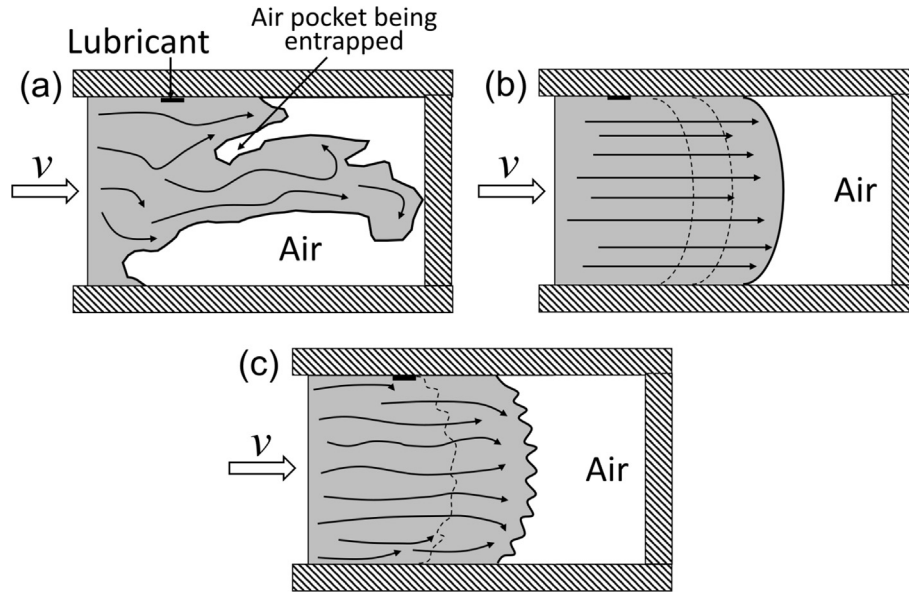 Air pocket being
entrapped
Lubricant
(a)
v
Air
(b)
v
Air
(c)
v
Air